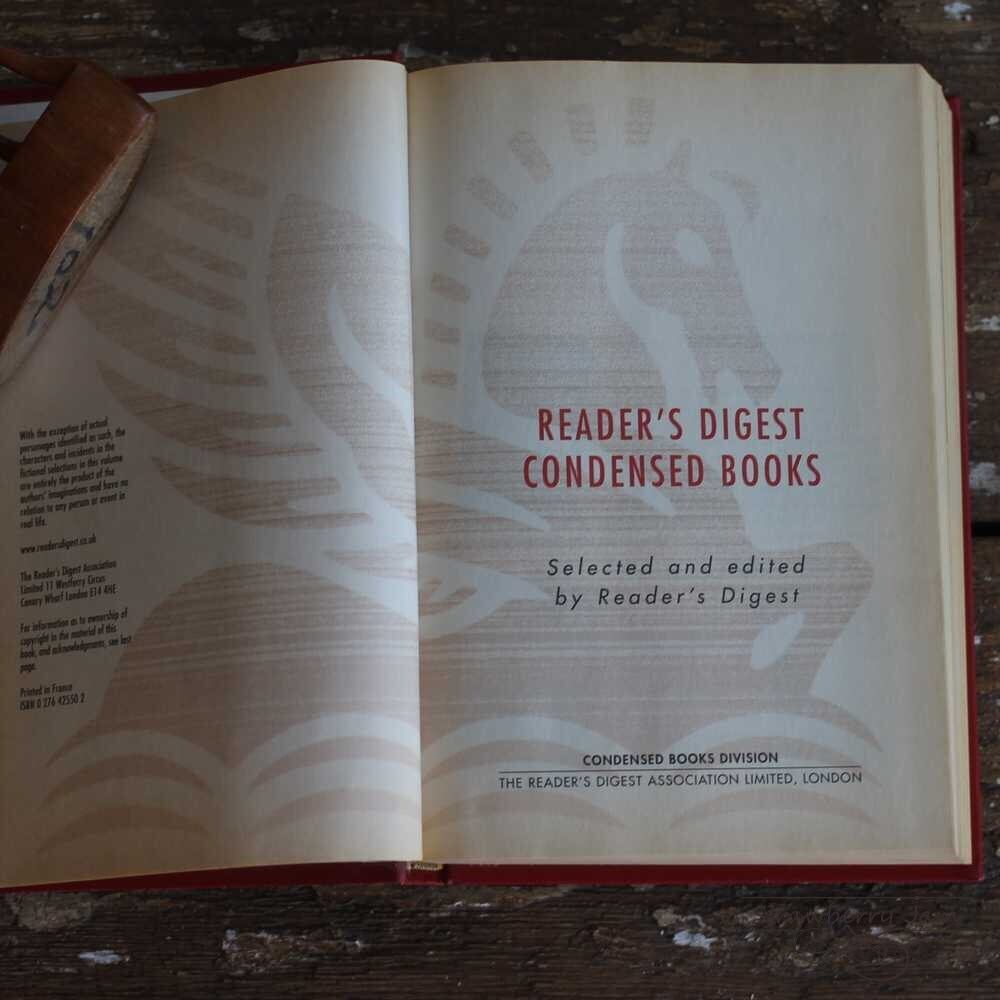 102
With the exception of actual
personages identified as such, the
characters and incidents in the
fictional selections in this volume
are entirely the product of the
authors' imaginations and have no
relation to any person or event in
real life.
www.readersdigest.co.uk
The Reader's Digest Association
Limited 11 Westferry Circus
Canary Wharf London E14 4HE
For information as to ownership of
copyright in the material of this
book, and acknowledgments, see last
page.
Printed in France
ISBN 0 276 42550 2
READER'S DIGEST
CONDENSED BOOKS
Selected and edited
by Reader's Digest
CONDENSED BOOKS DIVISION
THE READER'S DIGEST ASSOCIATION LIMITED, LONDON